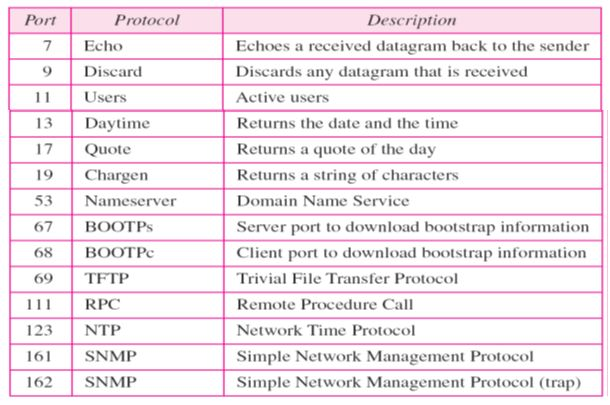 Port Protocol Description
7 Echo Echoes a received datagram back to the sender
9 Discard Discards any datagram that is received
11 Users Active users
13 Daytime Returns the date and the time
17 Quote Returns a quote of the day
19 Chargen Returns a string of characters
53 Nameserver Domain Name Service
67 BOOTPs Server port to download bootstrap information
68 BOOTPc Client port to download bootstrap information
69 TFTP Trivial File Transfer Protocol
111 RPC Remote Procedure Call
123 NTP Network Time Protocol
161 SNMP Simple Network Management Protocol
162 SNMP Simple Network Management Protocol (trap)